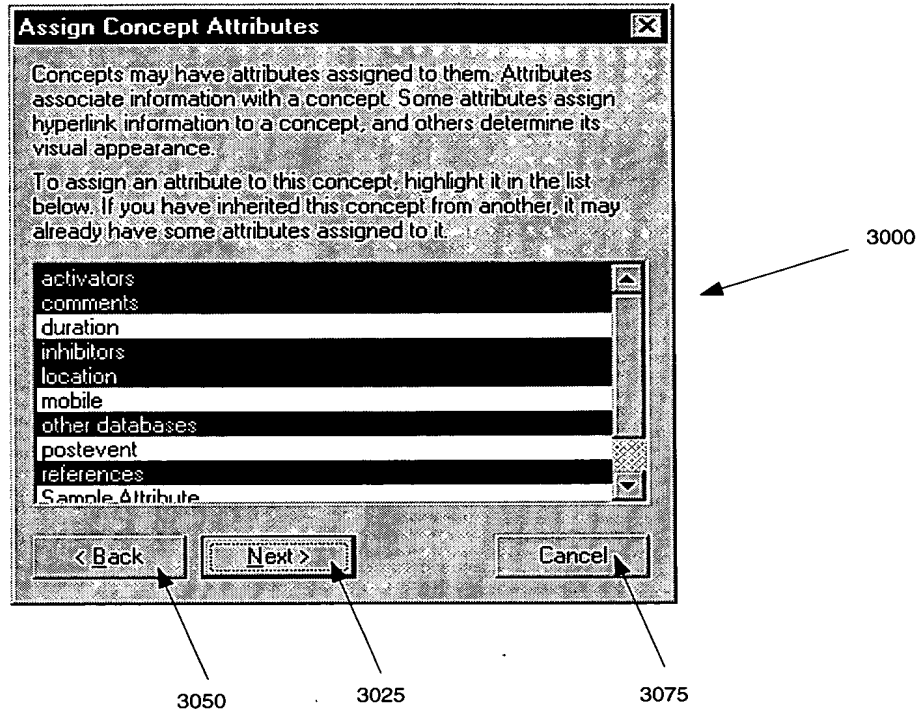 Assign Concept Attributes
Concepts may have attributes assigned to them. Attributes
associate information with a concept. Some attributes assign
hyperlink information to a concept, and others determine its
visual appearance.
To assign an attribute to this concept, highlight it in the list
below. If you have inherited this concept from another, it may
already have some attributes assigned to it.
activators
comments
duration
inhibitors
location
mobile
other databases
postevent
references
Sample Attribute
< Back
Next >
Cancel
3000
3050
3025
3075